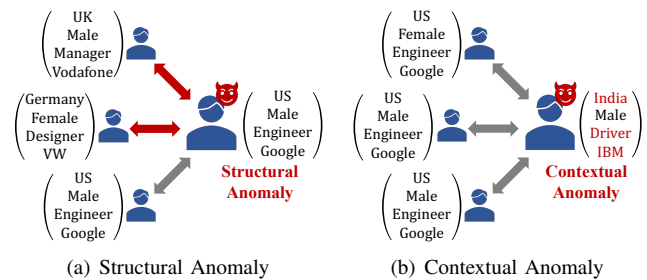 UK
Male
Manager
Vodafone
Germany
Female
Designer
VW
US
Male
Engineer
Google
US
Male
Engineer
Google
Structural
Anomaly
(a) Structural Anomaly
US
Female
Engineer
Google
US
Male
Engineer
Google
US
Male
Engineer
Google
India
Male
Driver
IBM
Contextual
Anomaly
(b) Contextual Anomaly